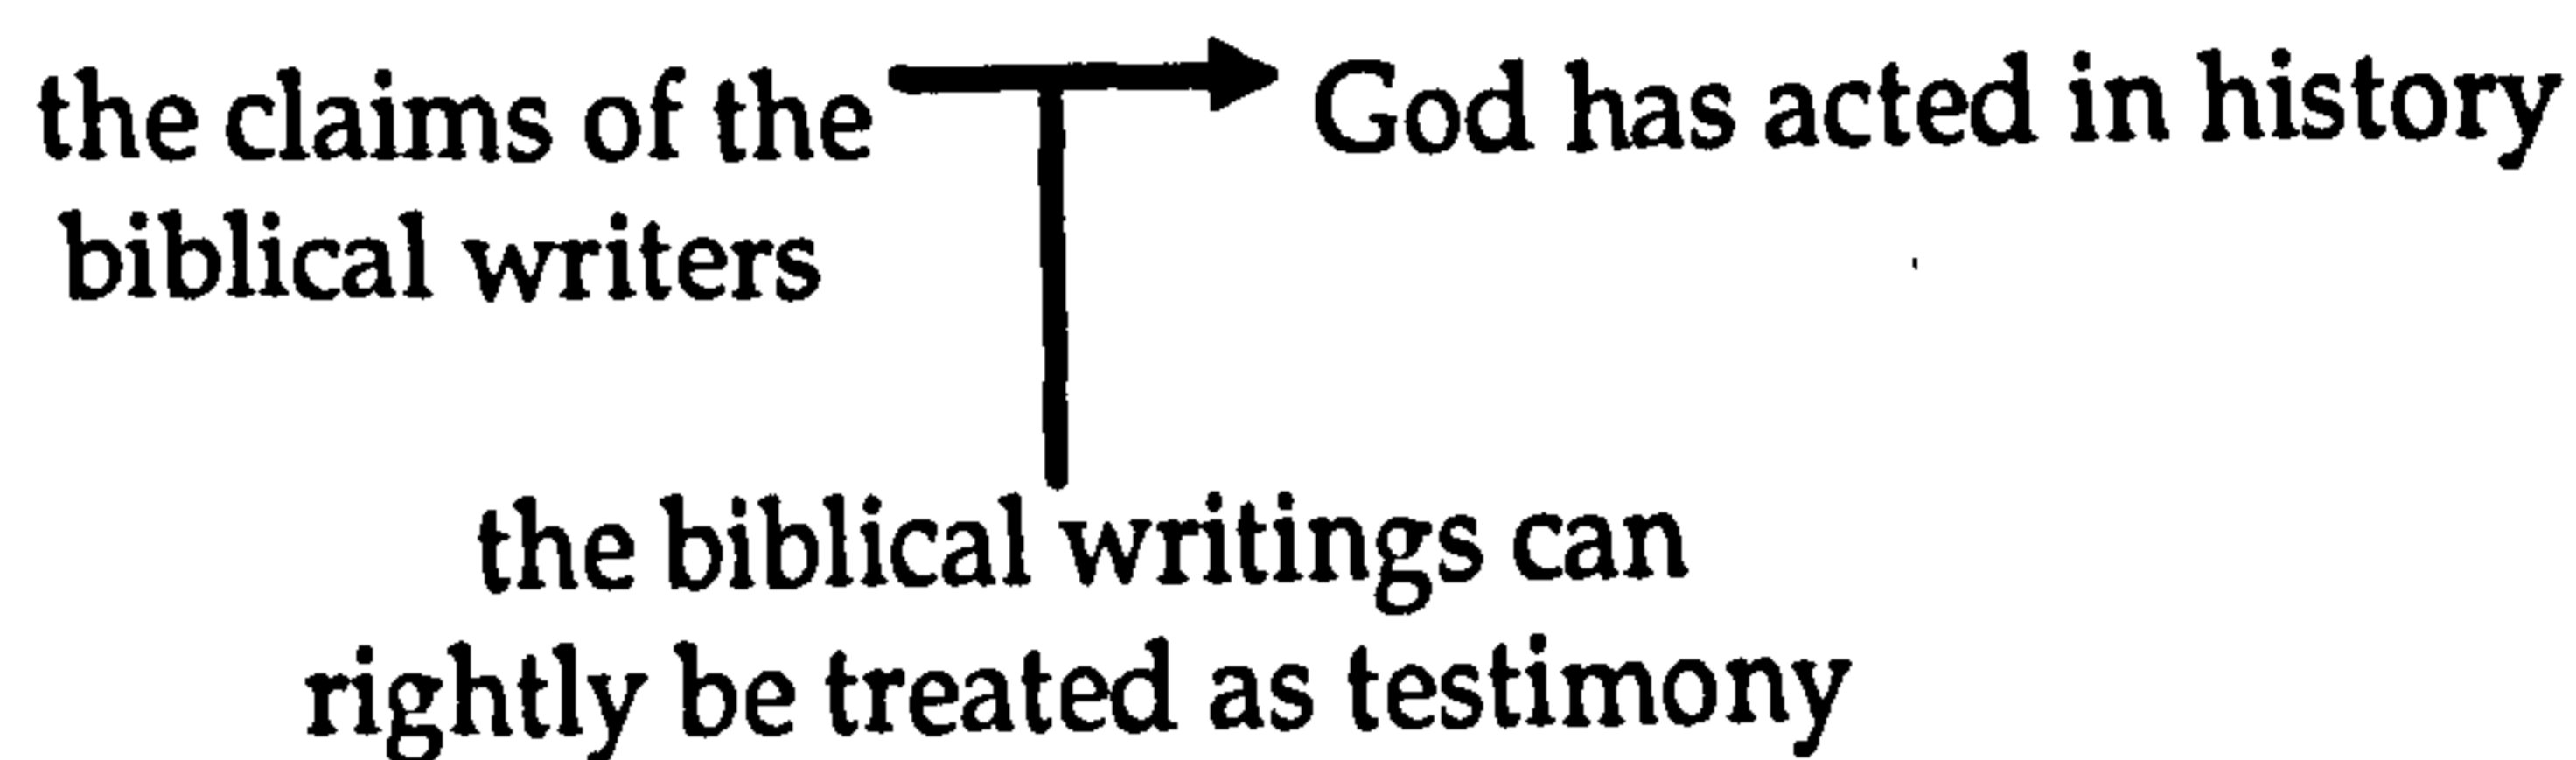 the claims of the
biblical writers
God has acted in history
the biblical writings can
rightly be treated as testimony